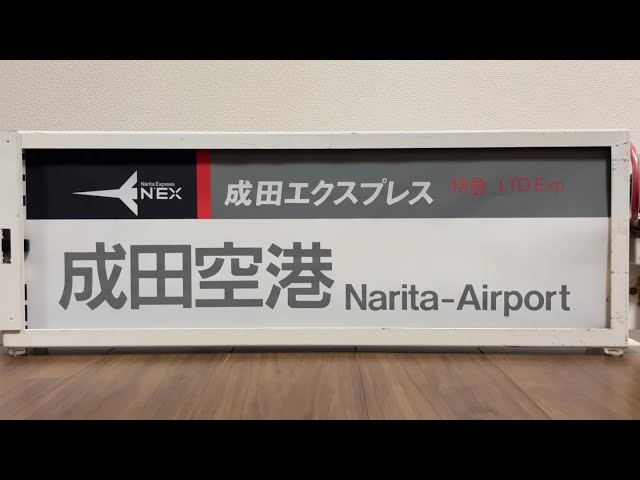 Narita Express
NEX
成田エクスプレス 特急 LTD Exp
成田空港 Narita-Airport